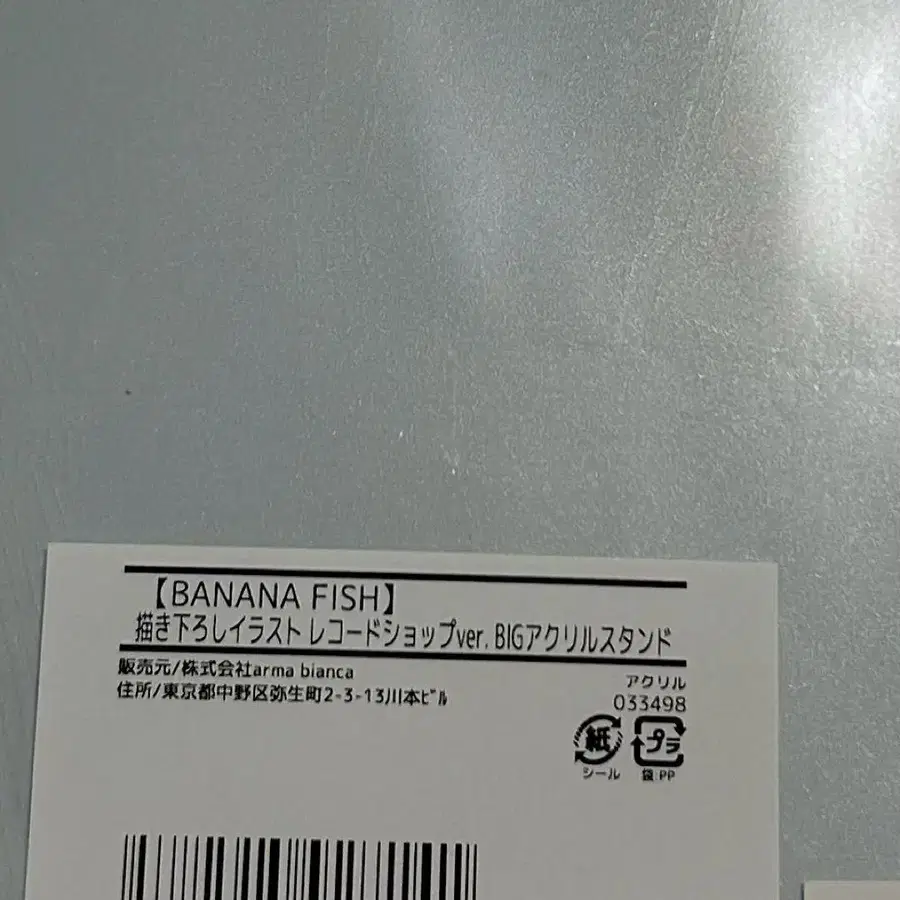 【BANANA FISH】
描き下ろしイラスト レコードショップver. BIGアクリルスタンド
販売元/株式会社arma bianca
住所/東京都中野区弥生町2-3-13川本ビル
アクリル
033498
紙 プラ
シール 袋:PP